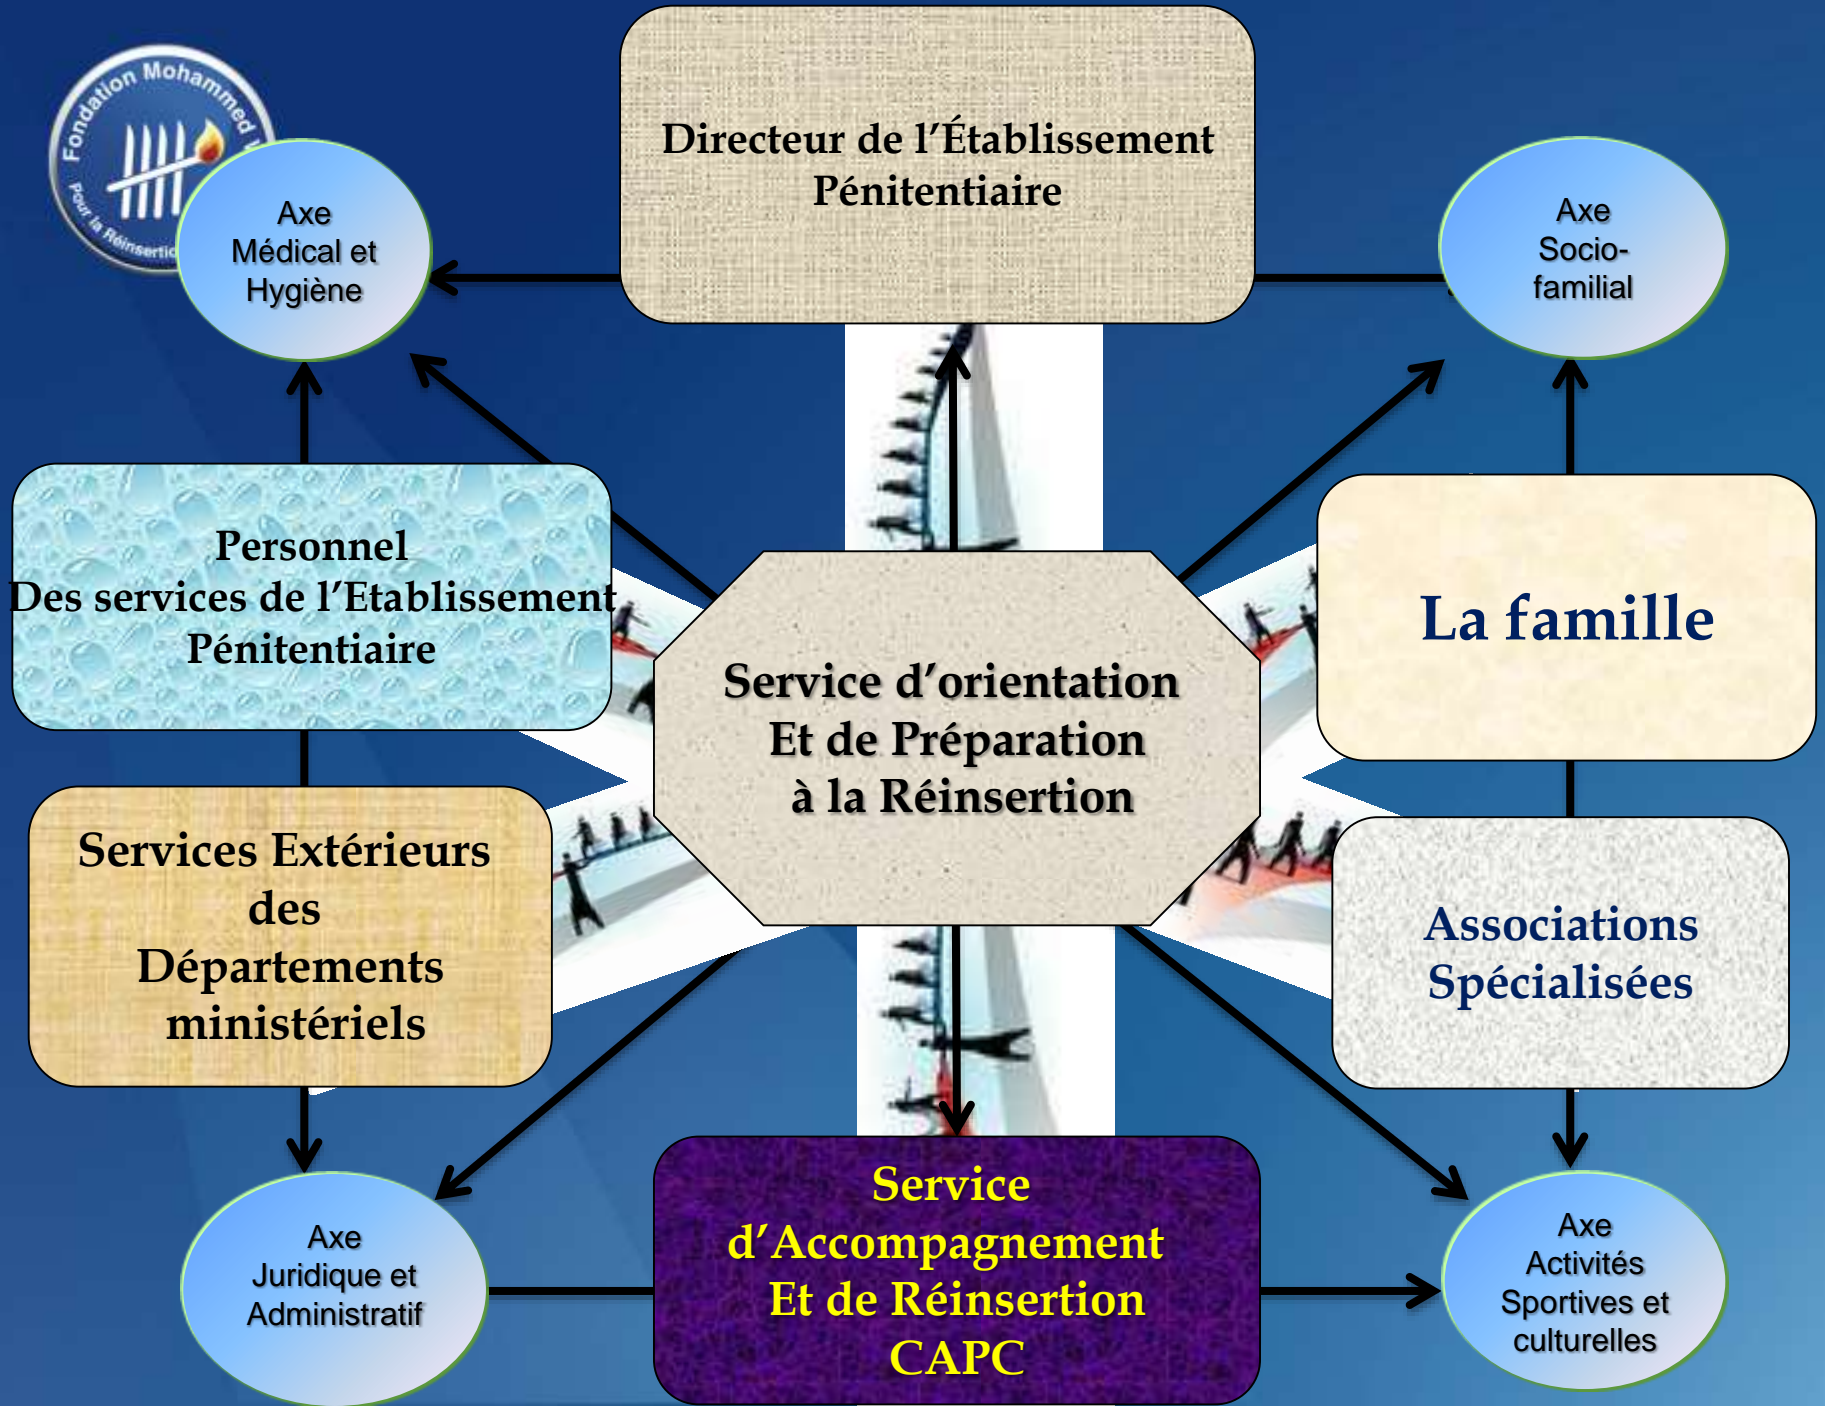 Fondation Mohammed
Pour la
Directeur de l’Établissement
Pénitentiaire
Axe
Médical et
Hygiène
Axe
Socio-
familial
Personnel
Des services de l’Etablissement
Pénitentiaire
La famille
Service d’orientation
Et de Préparation
à la Réinsertion
Services Extérieurs
des
Départements
ministériels
Associations
Spécialisées
Axe
Juridique et
Administratif
Service
d’Accompagnement
Et de Réinsertion
CAPC
Axe
Activités
Sportives et
culturelles